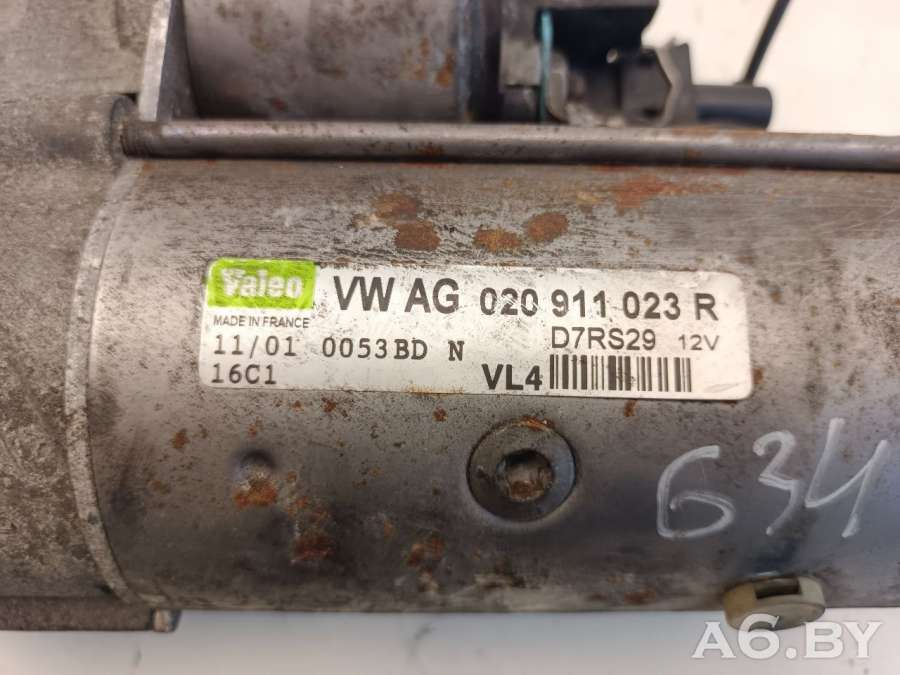 Valeo VW AG 020 911 023 R
MADE IN FRANCE D7RS29 12V
11/01 0053BD N
16C1 VL4
634
A6.BY